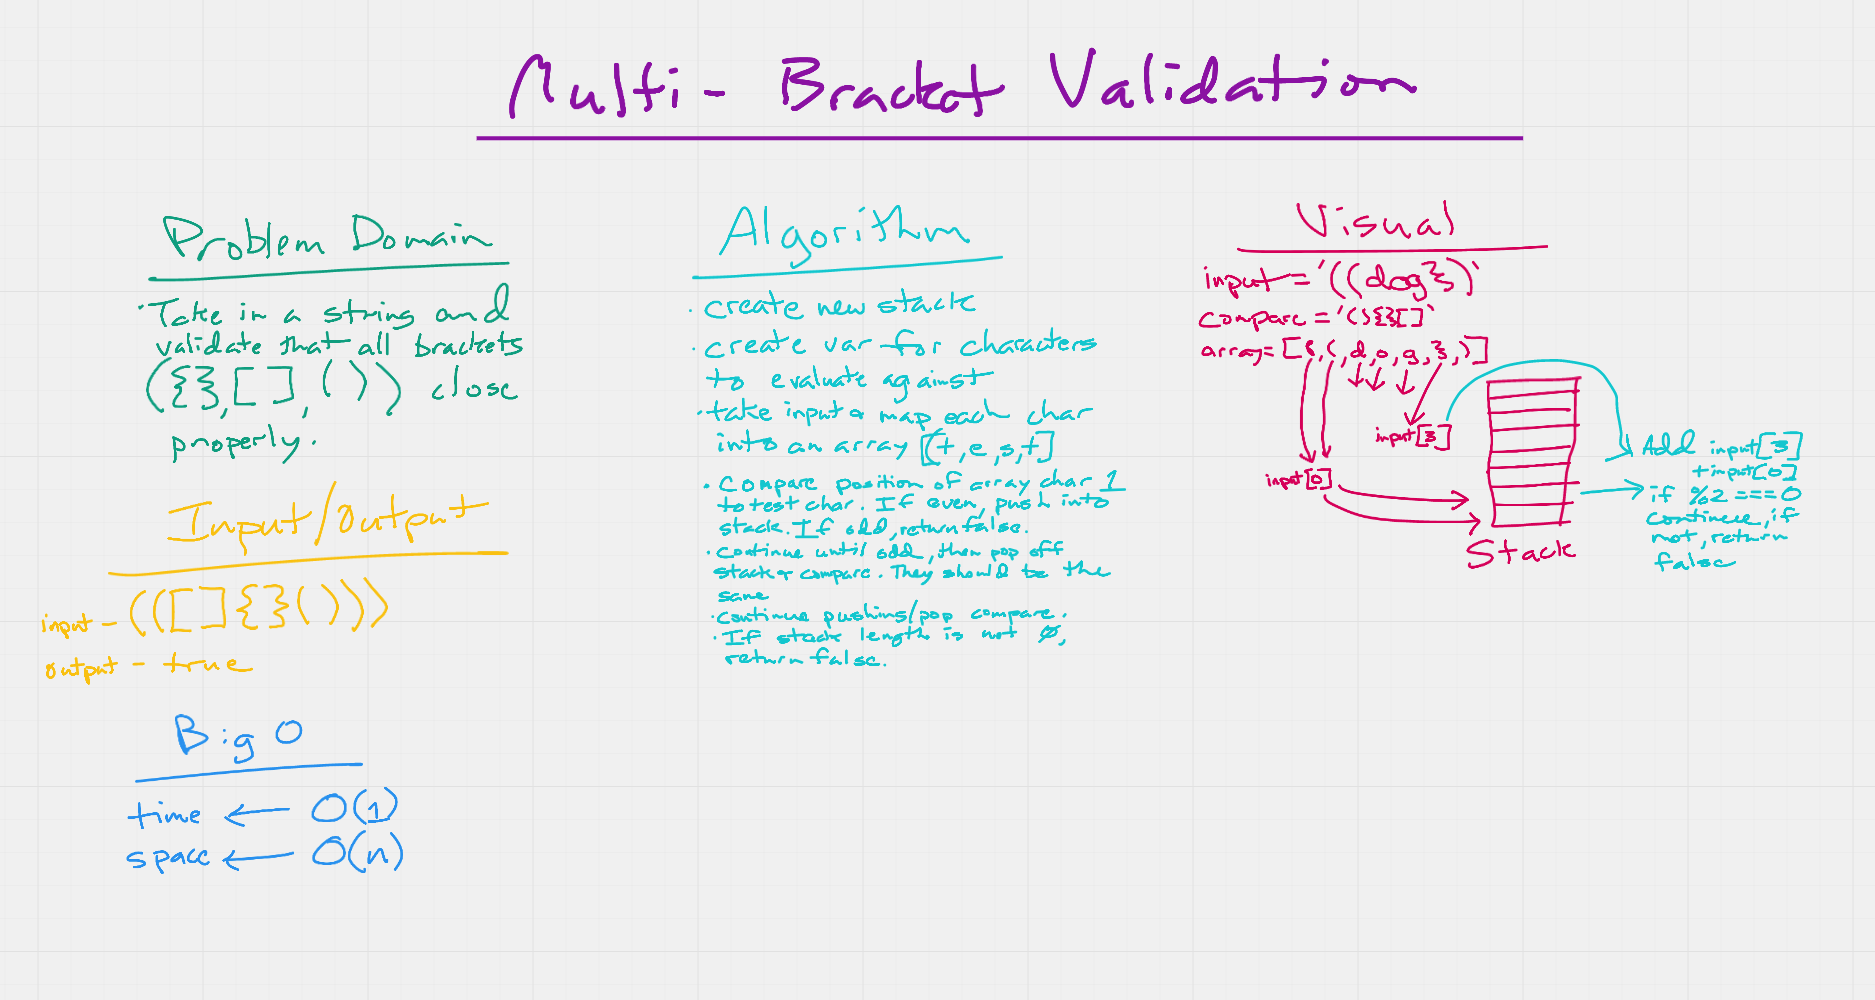 Multi - Bracket Validation
Problem Domain
· Take in a string and
validate that all brackets
({}, [], ()) close
properly.
Input/Output
input - (([]{}()))
output - true
Big O
time ← O(1)
space ← O(n)
Algorithm
· create new stack
· create var for characters
to evaluate against
· take input & map each char
into an array [t,e,s,t]
· Compare position of array char 1
to test char. If even, push into
stack. If odd, return false.
· Continue until odd, then pop off
stack & compare. They should be the
same
· Continue pushing/pop compare.
· If stack length is not 0,
return false.
Visual
input = '((dog})'
compare = '(){}[]'
array = [(,(,d,o,g,},)]
input[3]
input[0]
Stack
Add input[3]
+ input[0]
if %2 === 0
continue, if
not, return
false